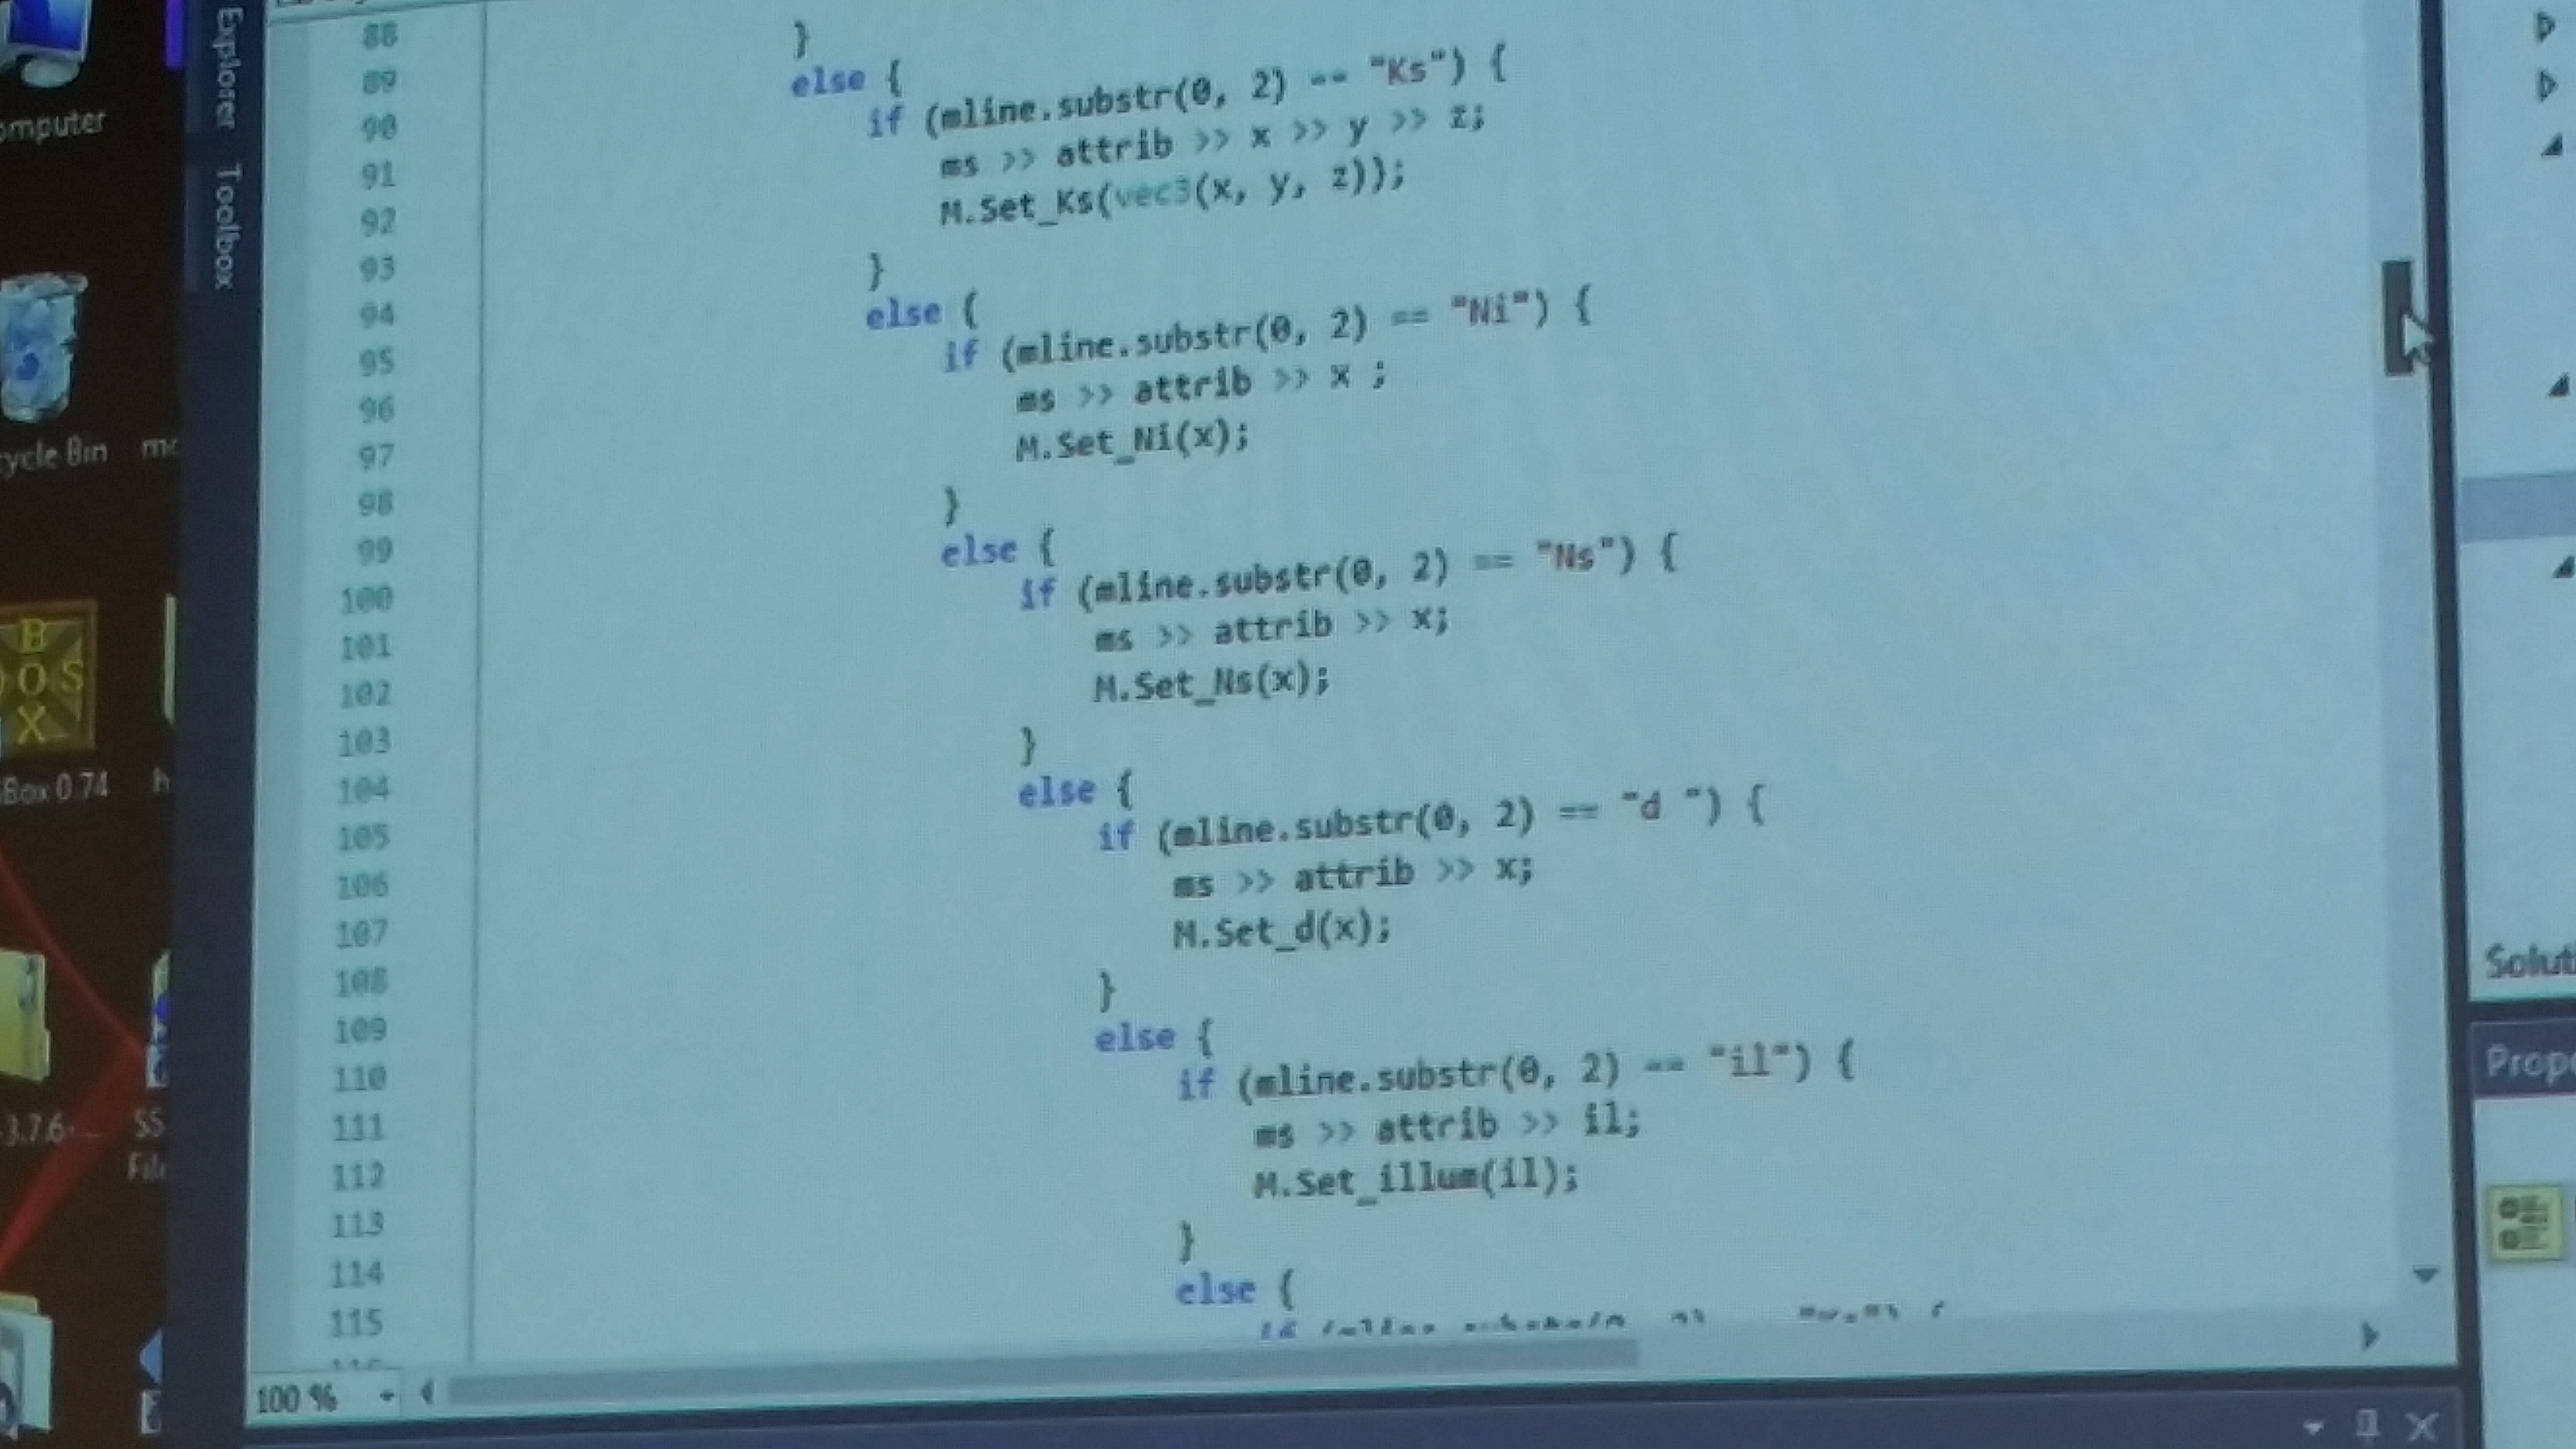 Explorer
Toolbox
omputer
ycle Bin
mo
B
OS
X
Box 0.74
h
3.7.6-...
SS
File
88 }
89 else {
90 if (mline.substr(0, 2) == "Ks") {
91 ms >> attrib >> x >> y >> z;
92 M.Set_Ks(vec3(x, y, z));
93 }
94 else {
95 if (mline.substr(0, 2) == "Ni") {
96 ms >> attrib >> x ;
97 M.Set_Ni(x);
98 }
99 else {
100 if (mline.substr(0, 2) == "Ns") {
101 ms >> attrib >> x;
102 M.Set_Ns(x);
103 }
104 else {
105 if (mline.substr(0, 2) == "d ") {
106 ms >> attrib >> x;
107 M.Set_d(x);
108 }
109 else {
110 if (mline.substr(0, 2) == "il") {
111 ms >> attrib >> il;
112 M.Set_illum(il);
113 }
114 else {
115
100 %
Solut
Prope